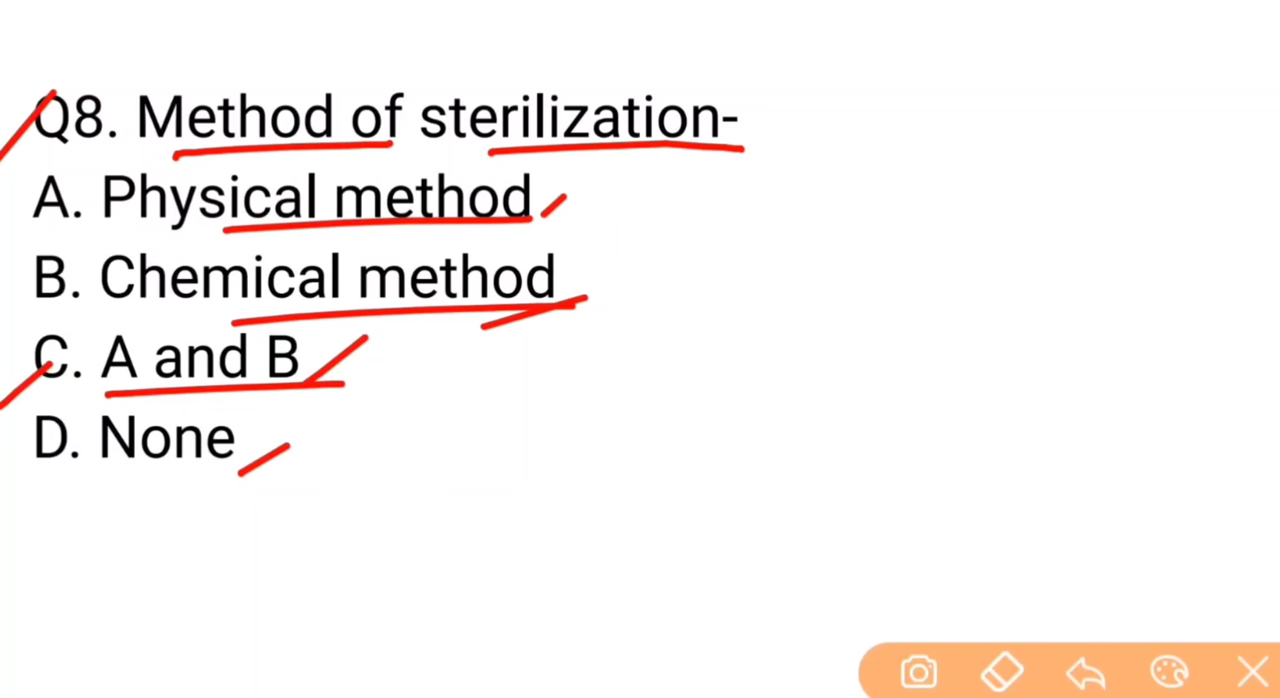 Q8. Method of sterilization-
A. Physical method
B. Chemical method
C. A and B
D. None